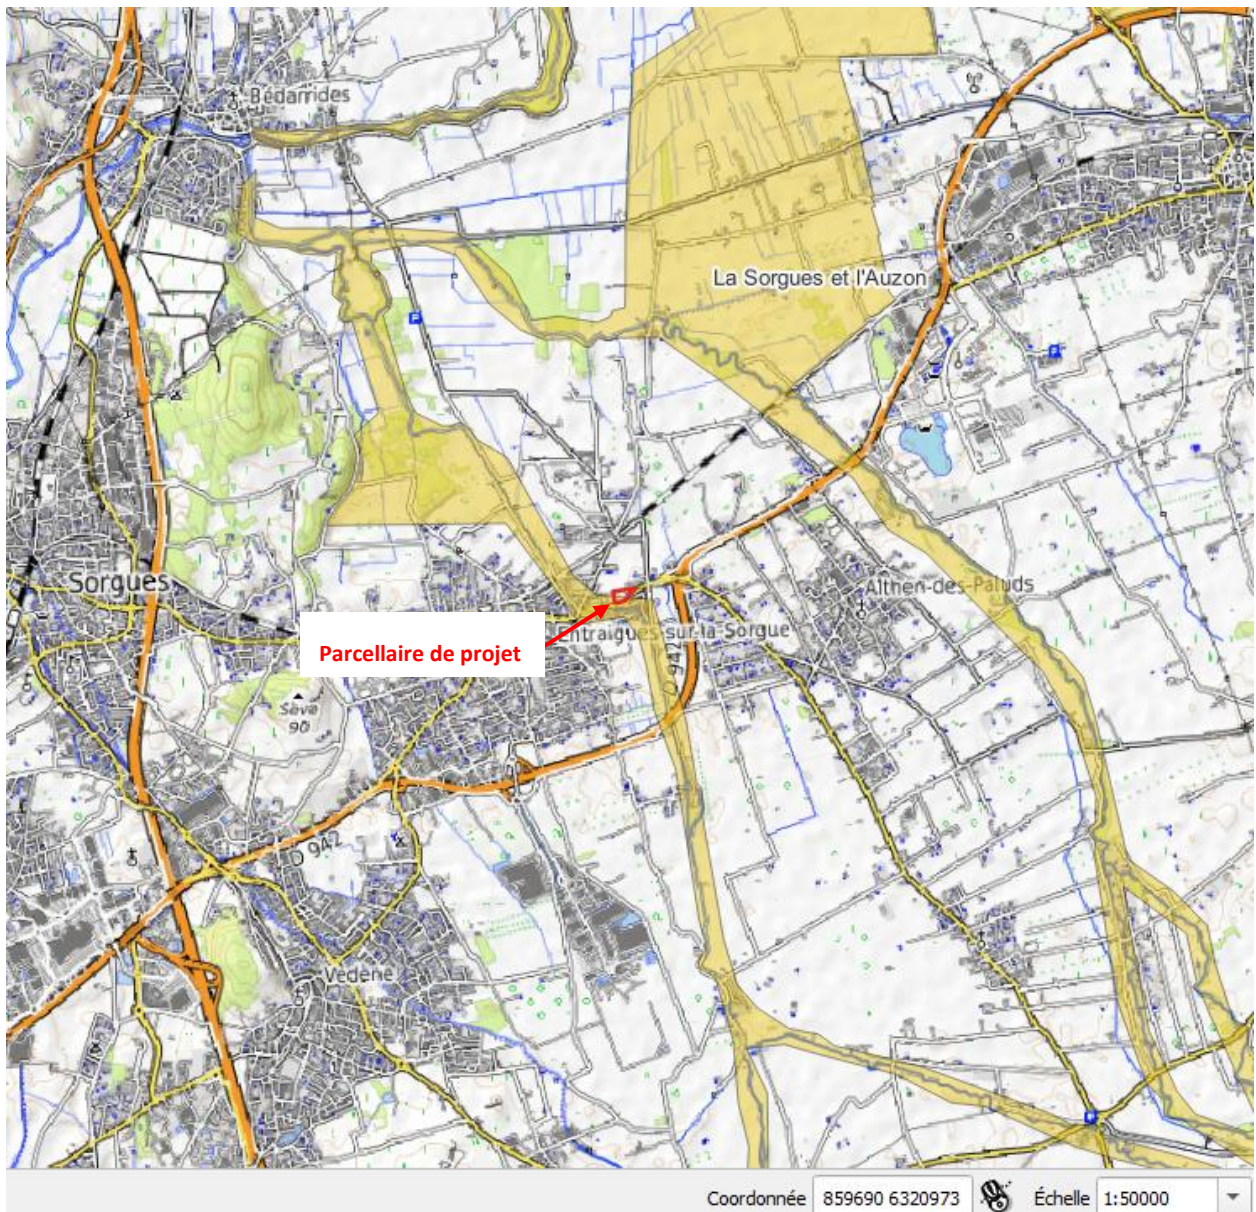 Bédarrides
La Sorgues et l'Auzon
Sorgues
Althen-des-Paluds
Entraigues-sur-la-Sorgue
Parcellaire de projet
D 942
Sève
90
D 942
Vedène
Coordonnée 859690 6320973 Échelle 1:50000